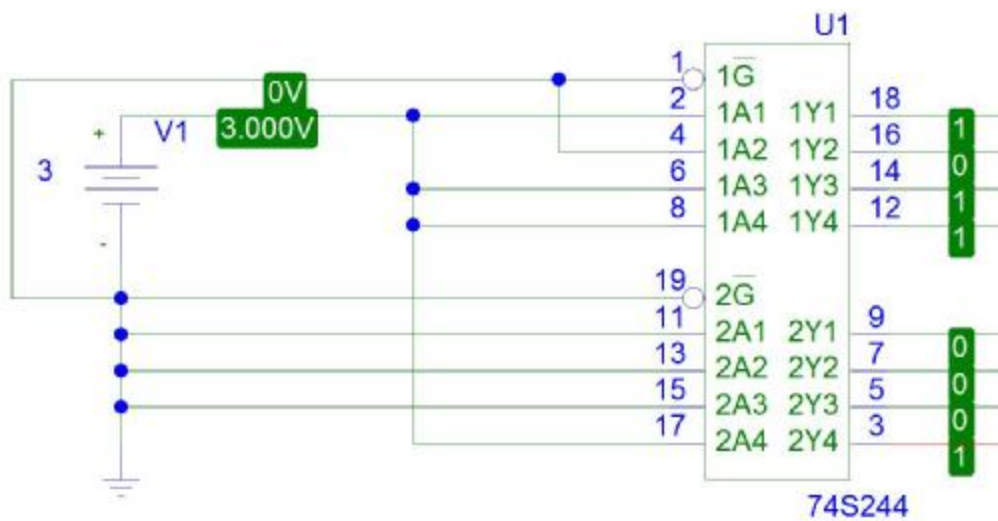 U1
1 1G
0V
2 1A1 1Y1 18 1
+ V1 3.000V
4 1A2 1Y2 16 0
3
6 1A3 1Y3 14 1
8 1A4 1Y4 12 1
-
19 2G
11 2A1 2Y1 9 0
13 2A2 2Y2 7 0
15 2A3 2Y3 5 0
17 2A4 2Y4 3 1
74S244